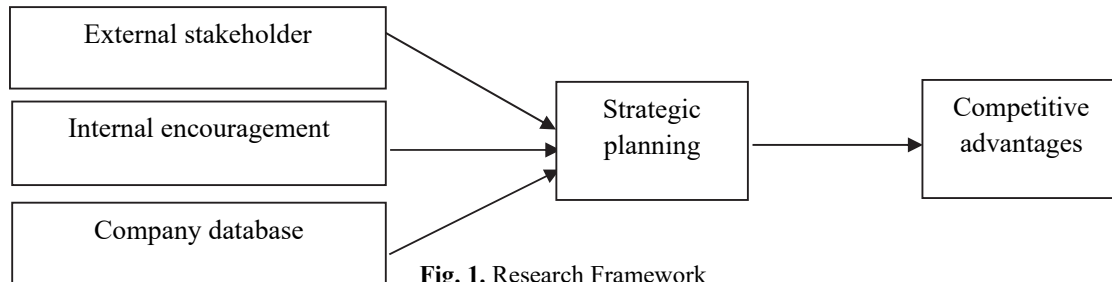 External stakeholder
Internal encouragement
Company database
Strategic
planning
Competitive
advantages
Fig. 1. Research Framework